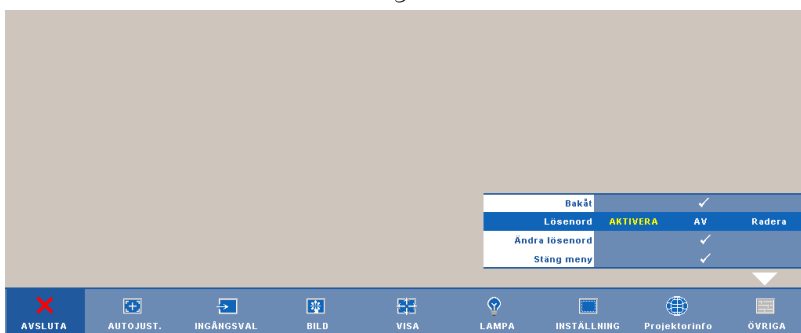 Bakåt
Lösenord AKTIVERA AV Radera
Ändra lösenord
Stäng meny
AVSLUTA AUTOJUST. INGÅNGSVAL BILD VISA LAMPA INSTÄLLNING Projektorinfo ÖVRIGA